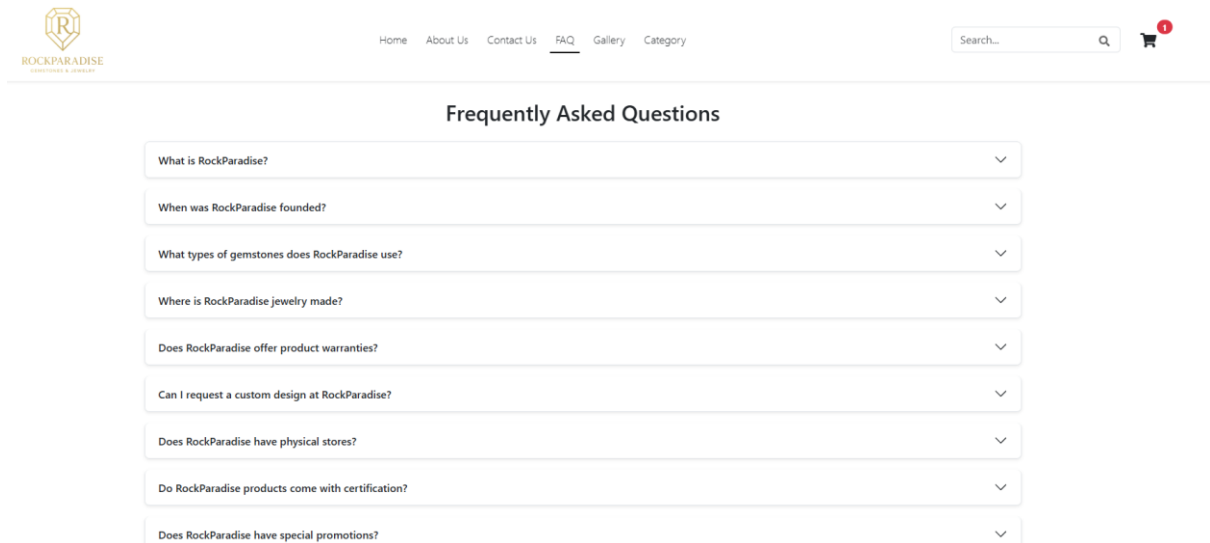 R
ROCKPARADISE
GEMSTONES & JEWELRY
Home About Us Contact Us FAQ Gallery Category
Search...
1
Frequently Asked Questions
What is RockParadise?
When was RockParadise founded?
What types of gemstones does RockParadise use?
Where is RockParadise jewelry made?
Does RockParadise offer product warranties?
Can I request a custom design at RockParadise?
Does RockParadise have physical stores?
Do RockParadise products come with certification?
Does RockParadise have special promotions?